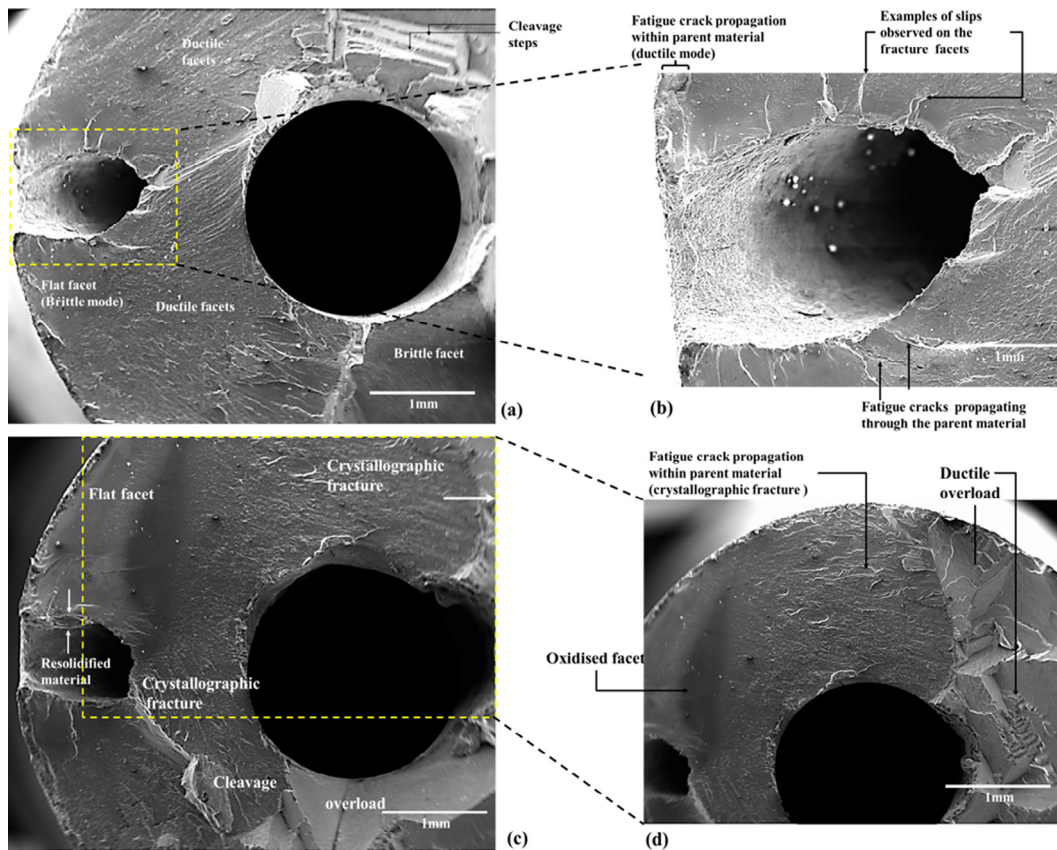 Cleavage
steps
Ductile
facets
Flat facet
(Brittle mode)
Ductile facets
Brittle facet
1mm
(a)
Fatigue crack propagation
within parent material
(ductile mode)
Examples of slips
observed on the
fracture facets
1mm
(b)
Fatigue cracks propagating
through the parent material
Flat facet
Crystallographic
fracture
Resolidified
material
Crystallographic
fracture
Cleavage
overload
1mm
(c)
Fatigue crack propagation
within parent material
(crystallographic fracture )
Ductile
overload
Oxidised facet
1mm
(d)